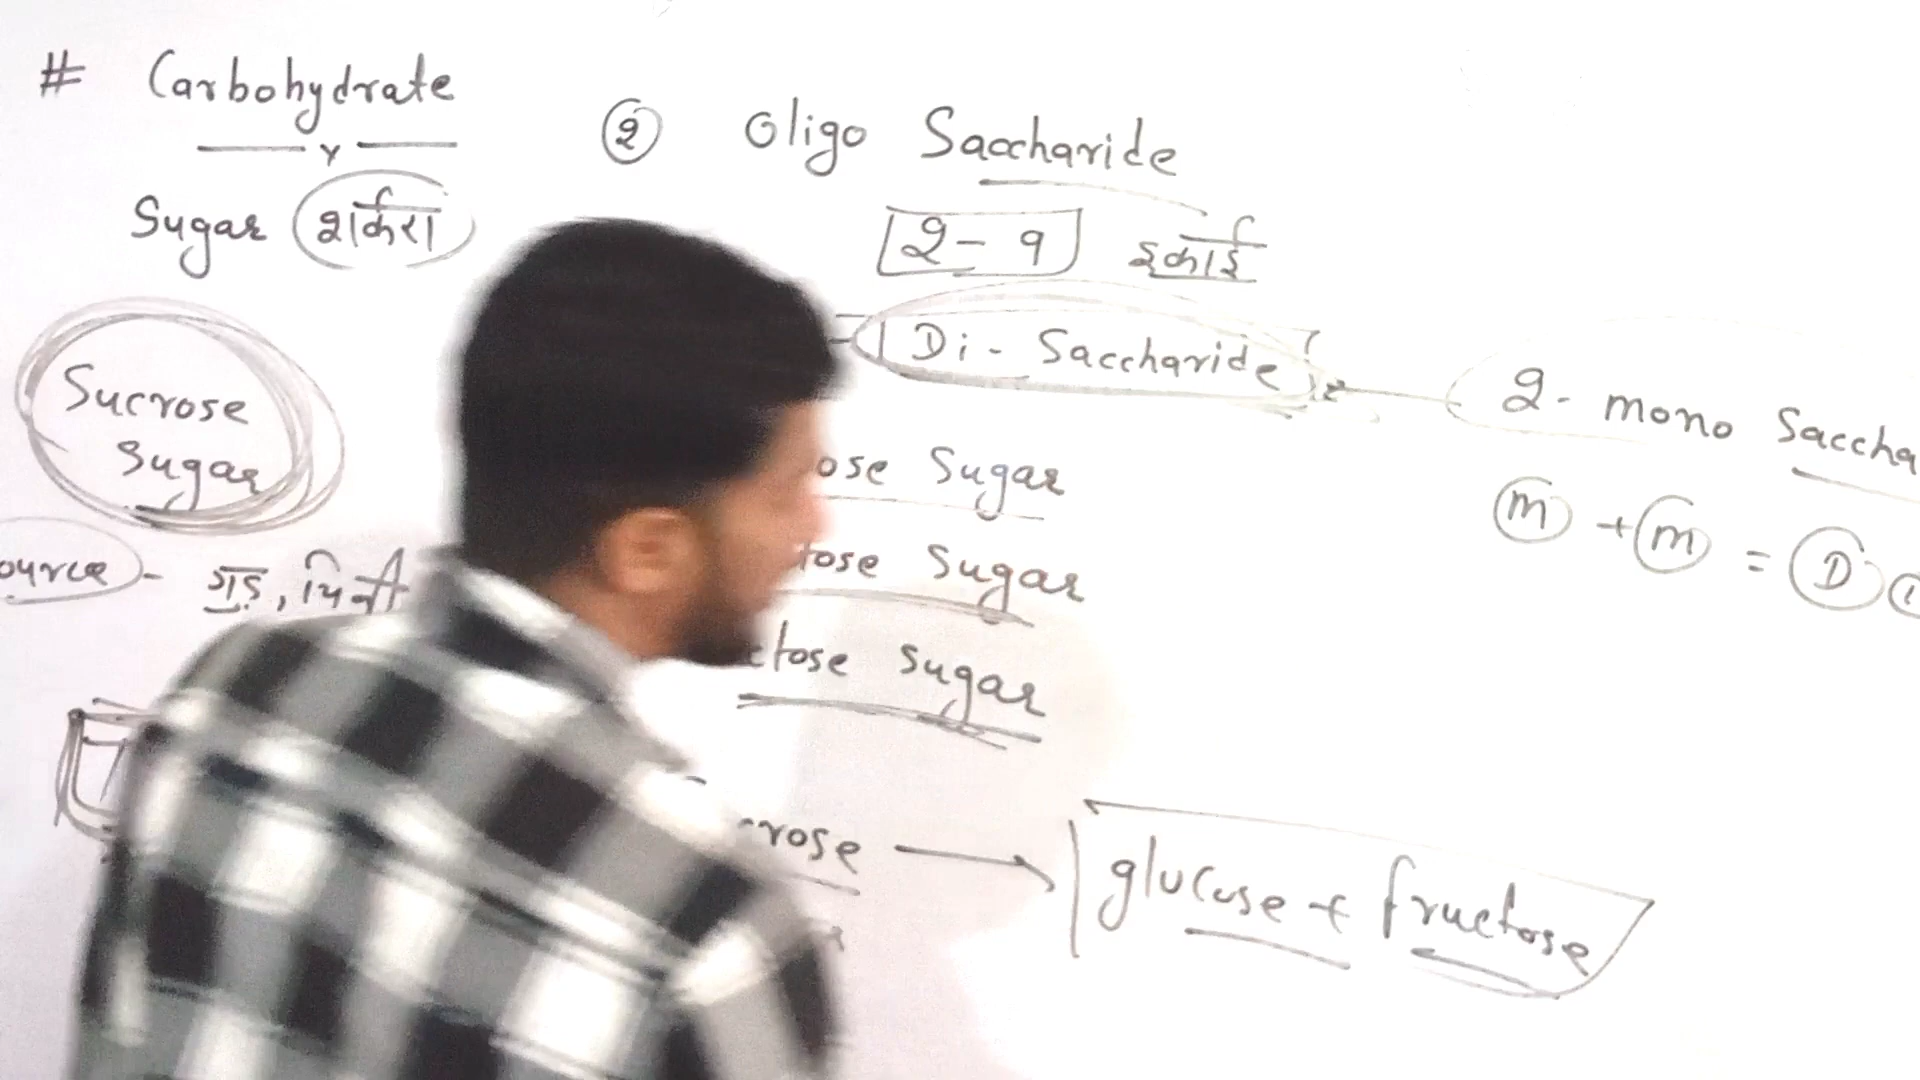 # Carbohydrate
Sugar शर्करा
Sucrose
Sugar
गुड़, चिनी
② Oligo Saccharide
2 - 9 इकाई
Di - Saccharide
2 - mono Saccha
m + m = D
ose Sugar
tose Sugar
ctose Sugar
crose → glucose + fructose